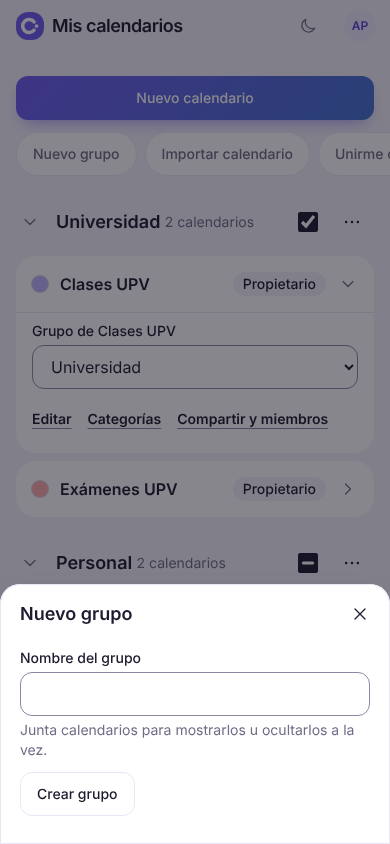 Mis calendarios
AP
Nuevo calendario
Nuevo grupo
Importar calendario
Unirme
Universidad 2 calendarios
Clases UPV
Propietario
Grupo de Clases UPV
Universidad
Editar
Categorías
Compartir y miembros
Exámenes UPV
Propietario
Personal 2 calendarios
Nuevo grupo
Nombre del grupo
Junta calendarios para mostrarlos u ocultarlos a la
vez.
Crear grupo